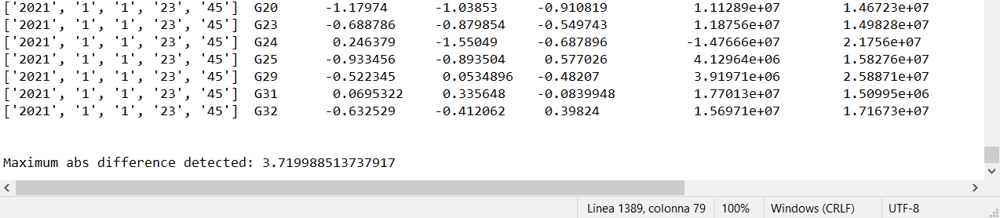 ['2021', '1', '1', '23', '45'] G20 -1.17974 -1.03853 -0.910819 1.11289e+07 1.46723e+07
['2021', '1', '1', '23', '45'] G23 -0.688786 -0.879854 -0.549743 1.18756e+07 1.49828e+07
['2021', '1', '1', '23', '45'] G24 0.246379 -1.55049 -0.687896 -1.47666e+07 2.1756e+07
['2021', '1', '1', '23', '45'] G25 -0.933456 -0.893504 0.577026 4.12964e+06 1.58276e+07
['2021', '1', '1', '23', '45'] G29 -0.522345 0.0534896 -0.48207 3.91971e+06 2.58871e+07
['2021', '1', '1', '23', '45'] G31 0.0695322 0.335648 -0.0839948 1.77013e+07 1.50995e+06
['2021', '1', '1', '23', '45'] G32 -0.632529 -0.412062 0.39824 1.56971e+07 1.71673e+07
Maximum abs difference detected: 3.719988513737917
Linea 1389, colonna 79 100% Windows (CRLF) UTF-8